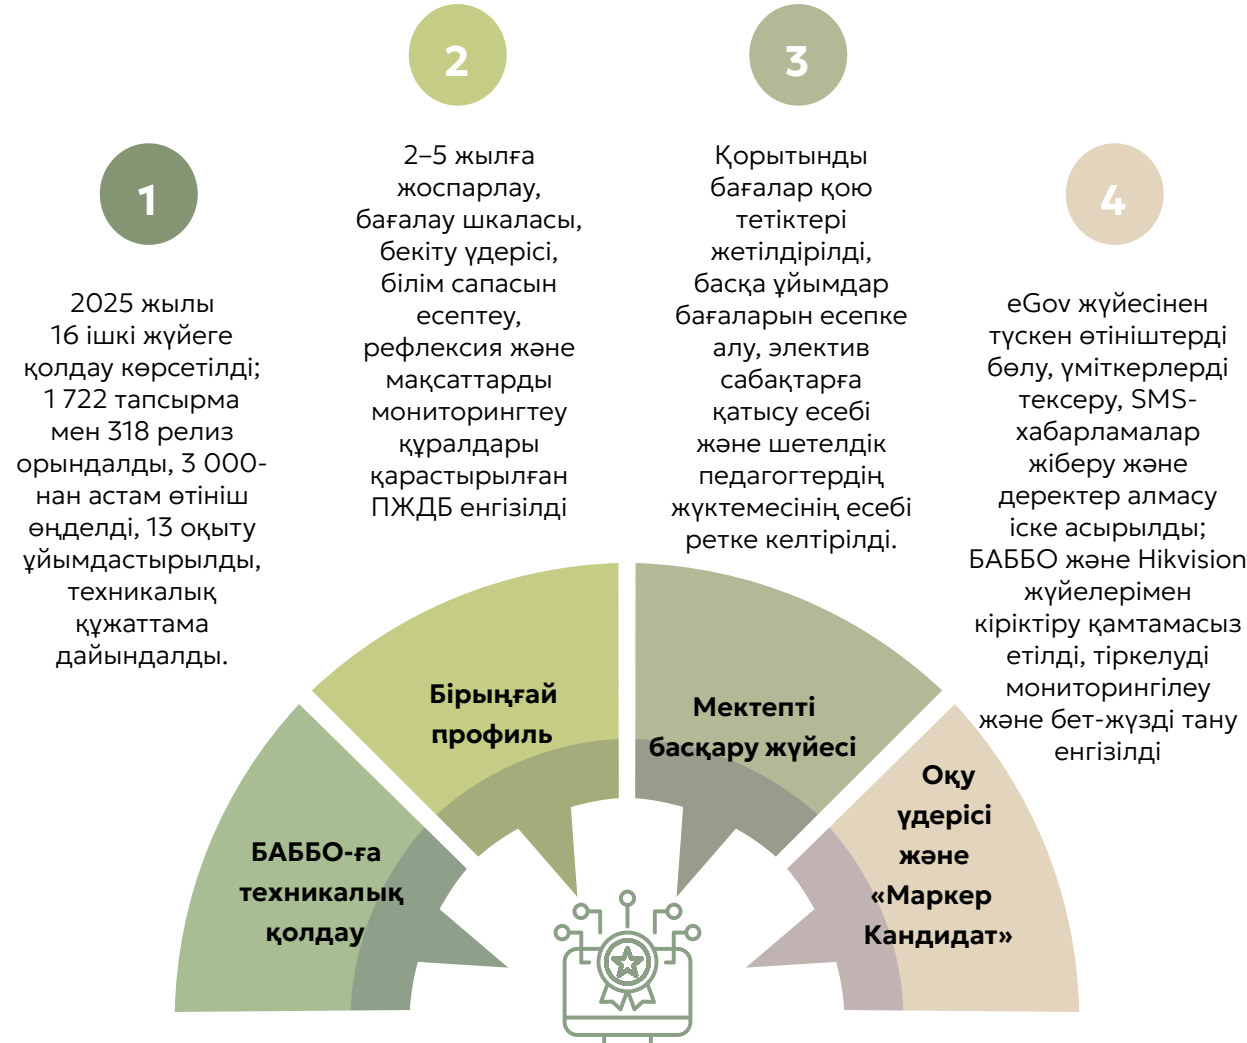 1
2025 жылы
16 ішкі жүйеге
қолдау көрсетілді;
1 722 тапсырма
мен 318 релиз
орындалды, 3 000-
нан астам өтініш
өңделді, 13 оқыту
ұйымдастырылды,
техникалық
құжаттама
дайындалды.
2
2–5 жылға
жоспарлау,
бағалау шкаласы,
бекіту үдерісі,
білім сапасын
есептеу,
рефлексия және
мақсаттарды
мониторингтеу
құралдары
қарастырылған
ПЖДБ енгізілді
3
Қорытынды
бағалар қою
тетіктері
жетілдірілді,
басқа ұйымдар
бағаларын есепке
алу, электив
сабақтарға
қатысу есебі
және шетелдік
педагогтердің
жүктемесінің есебі
ретке келтірілді.
4
eGov жүйесінен
түскен өтініштерді
бөлу, үміткерлерді
тексеру, SMS-
хабарламалар
жіберу және
деректер алмасу
іске асырылды;
БАББО және Hikvision
жүйелерімен
кіріктіру қамтамасыз
етілді, тіркелуді
мониторингілеу
және бет-жүзді тану
енгізілді
БАББО-ға
техникалық
қолдау
Бірыңғай
профиль
Мектепті
басқару жүйесі
Оқу
үдерісі
және
«Маркер
Кандидат»